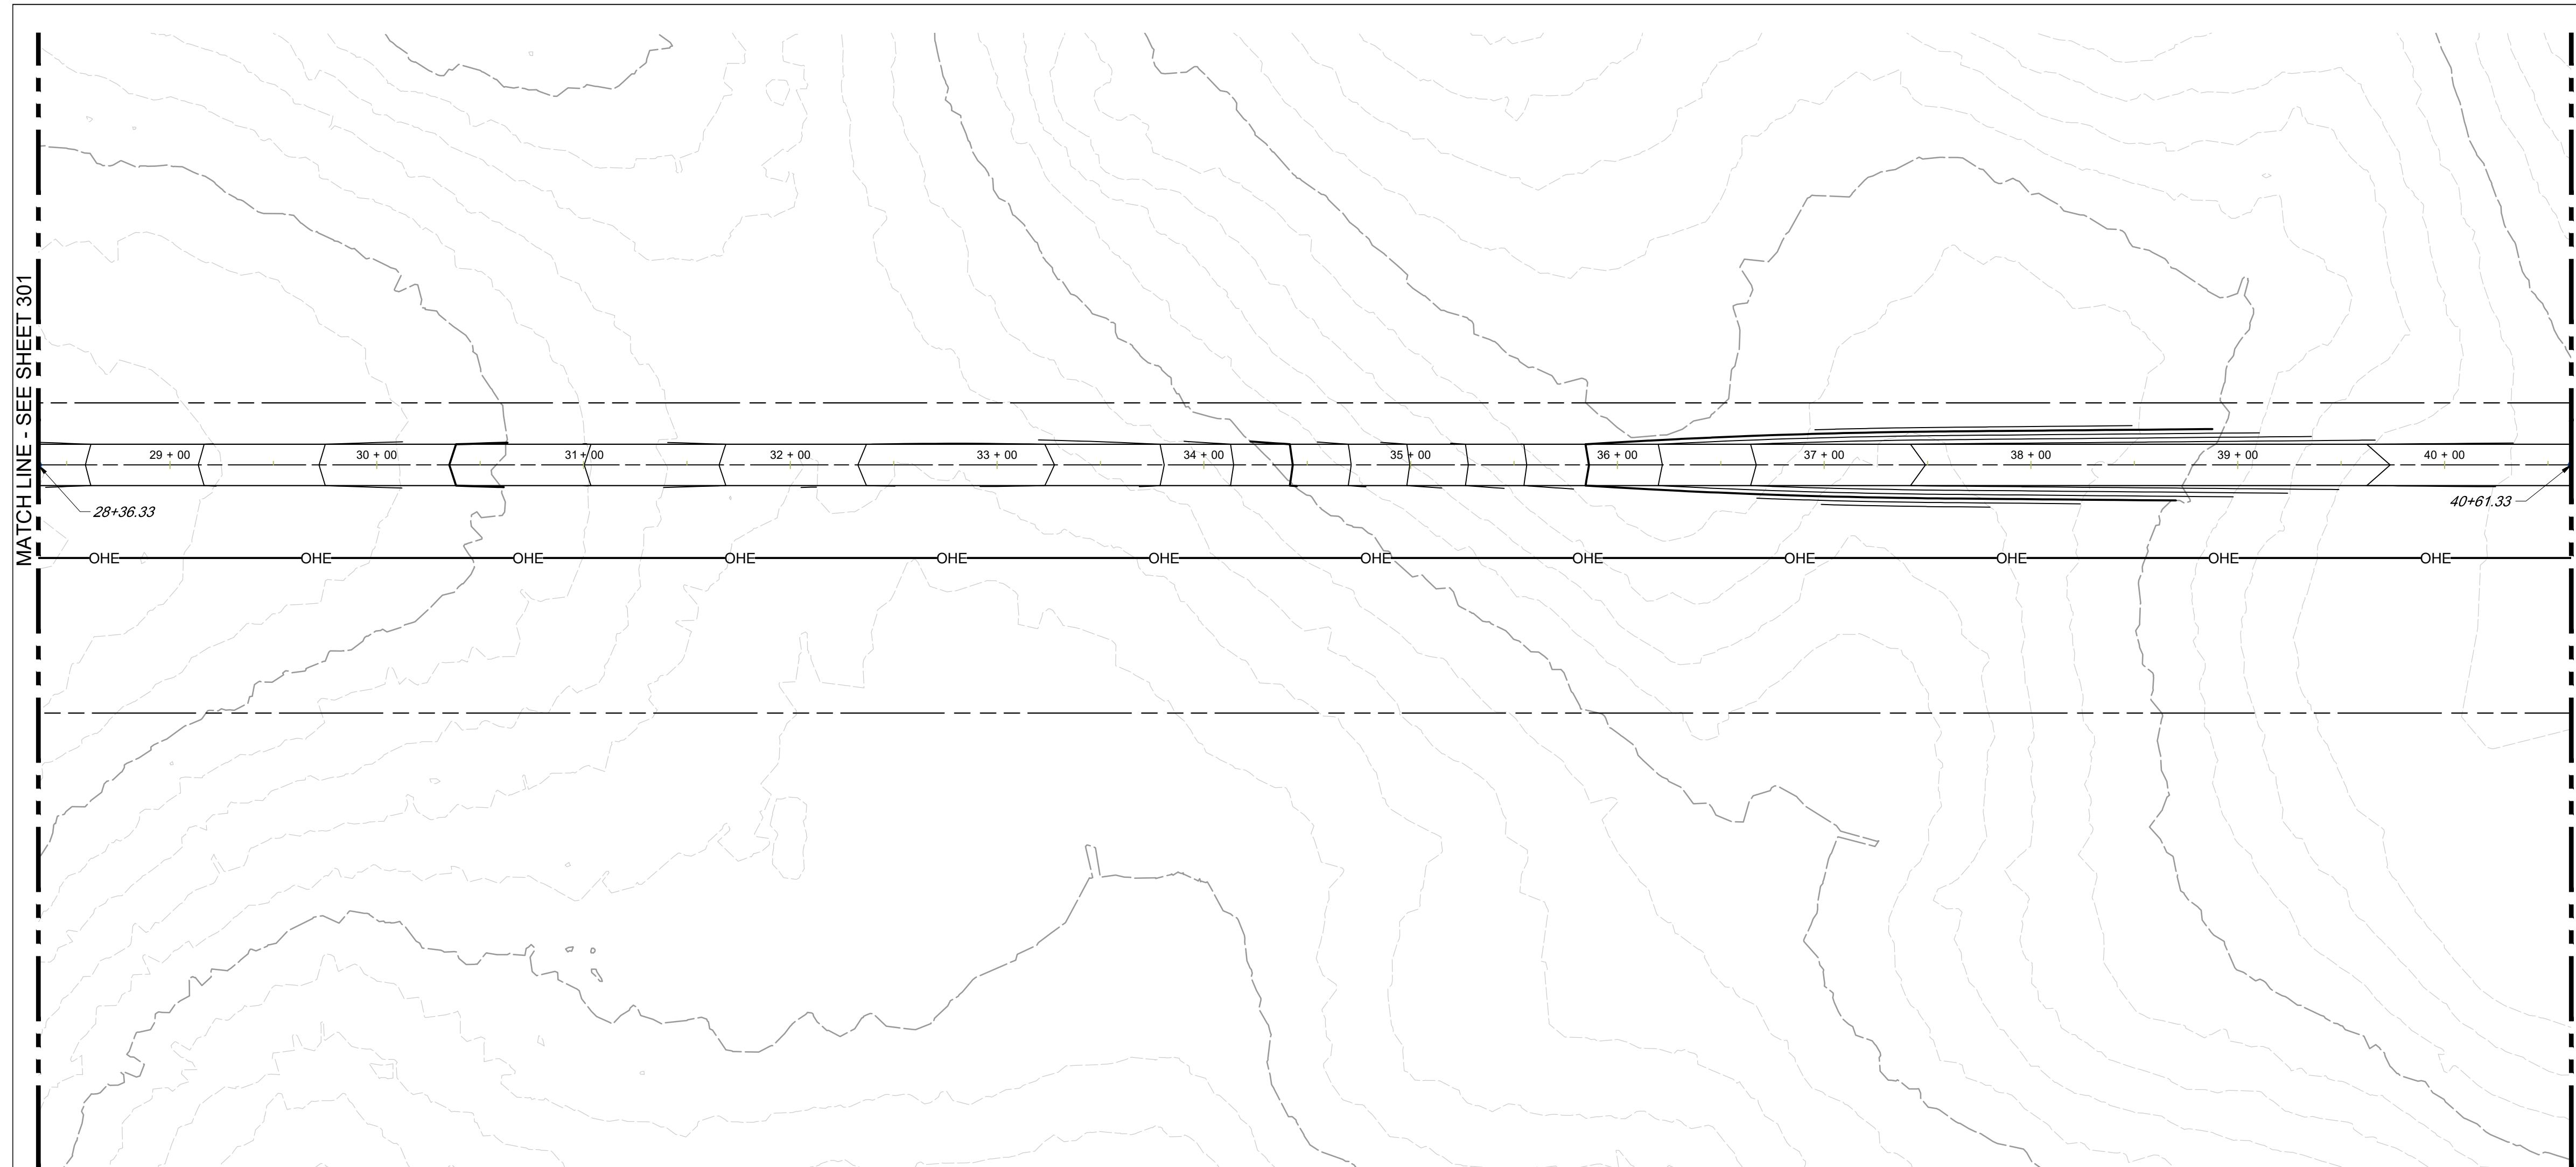 MATCH LINE - SEE SHEET 301
29 + 00
30 + 00
31 + 00
32 + 00
33 + 00
34 + 00
35 + 00
36 + 00
37 + 00
38 + 00
39 + 00
40 + 00
28+36.33
40+61.33
OHE OHE OHE OHE OHE OHE OHE OHE OHE OHE OHE OHE